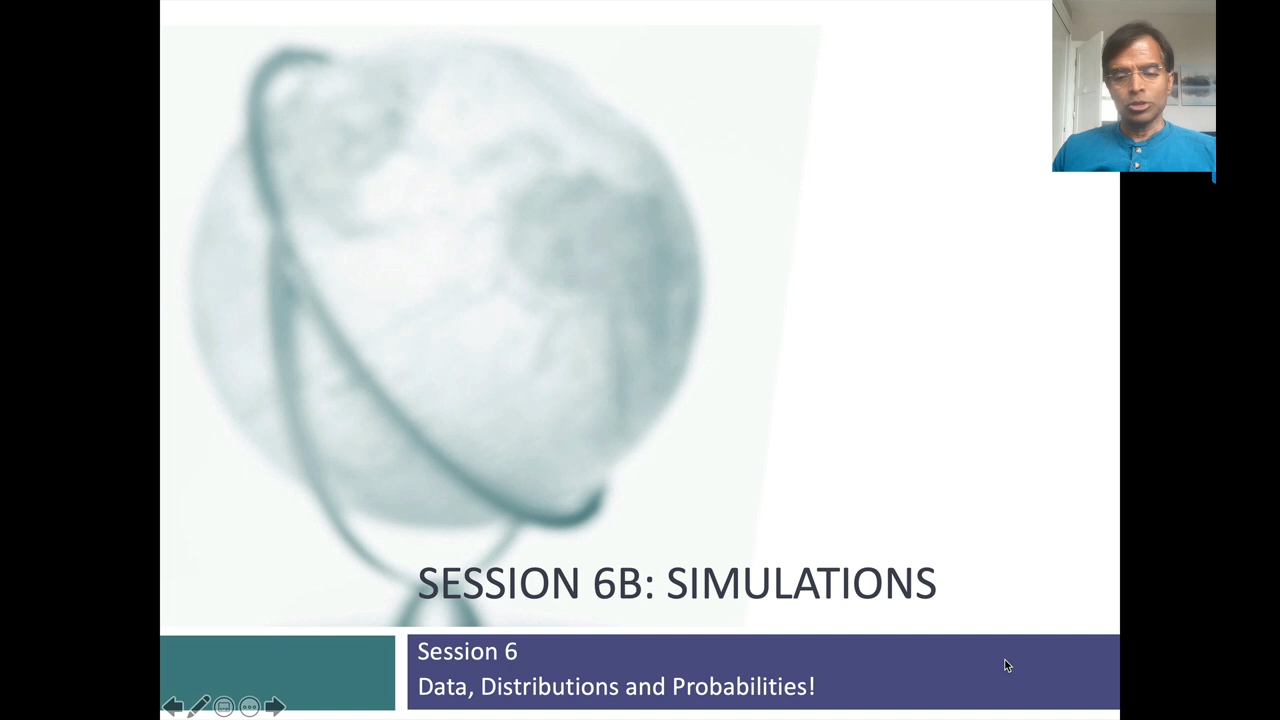 SESSION 6B: SIMULATIONS
Session 6
Data, Distributions and Probabilities!